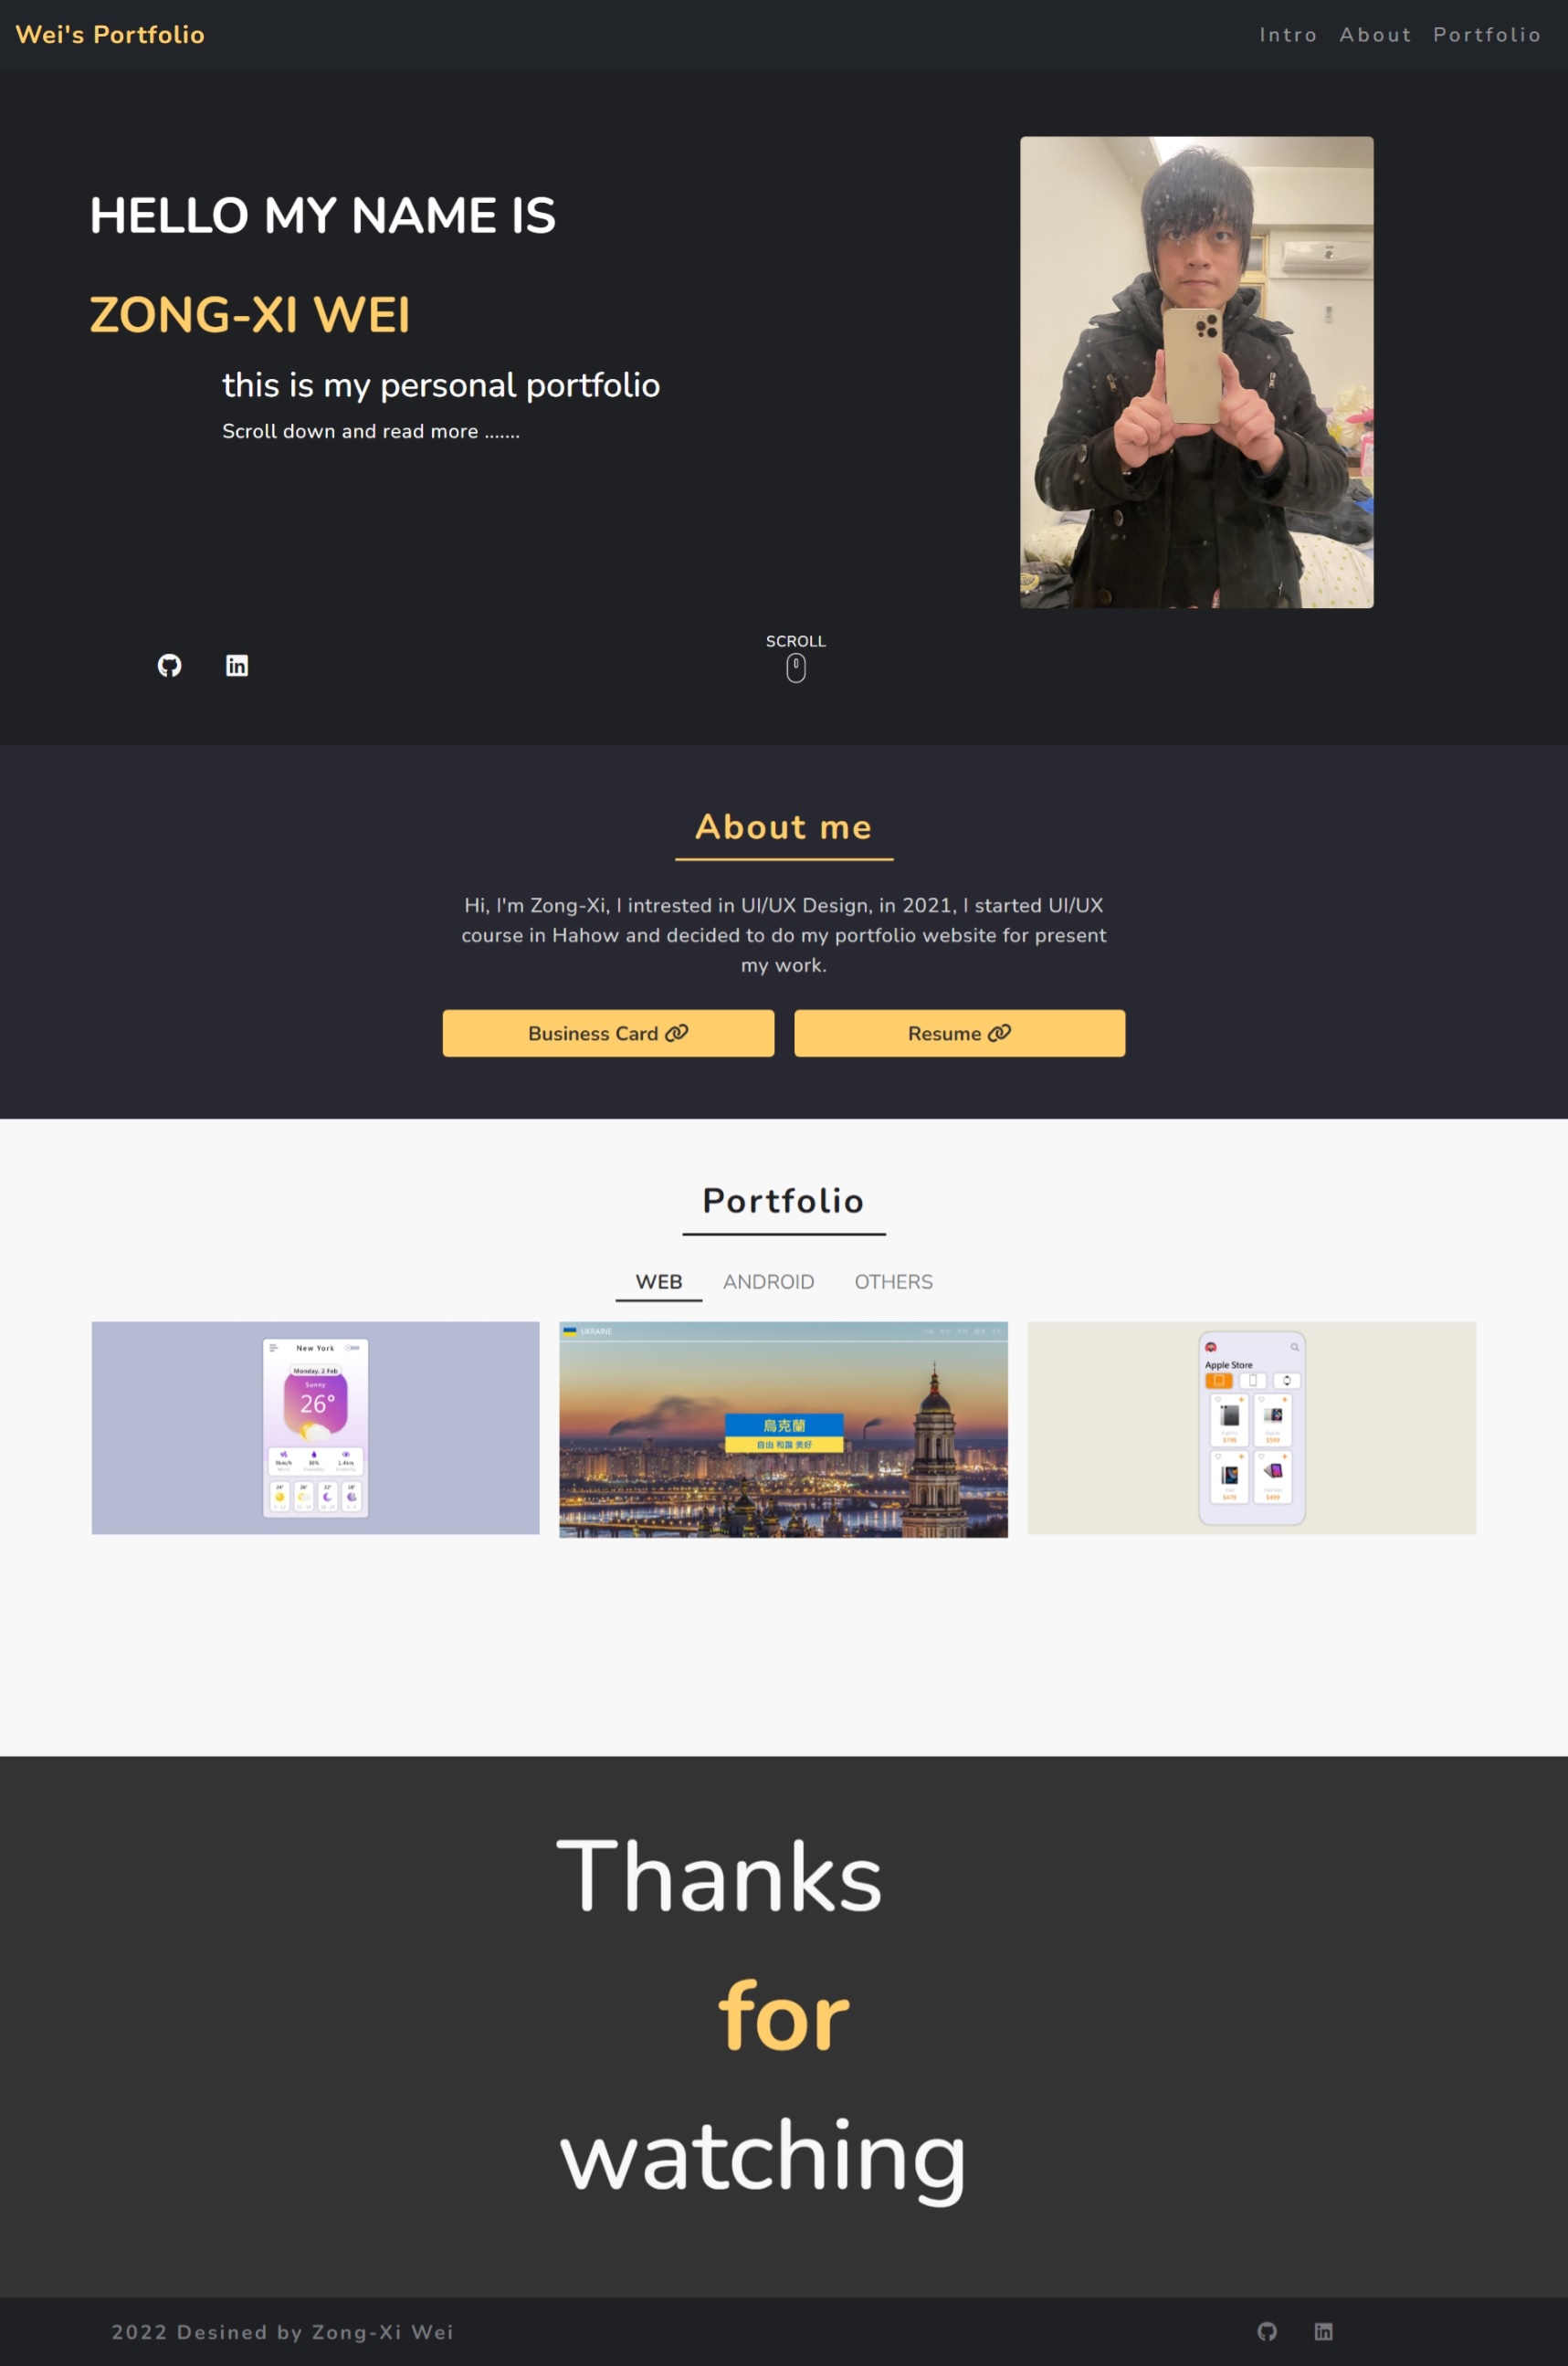 Wei's Portfolio
Intro About Portfolio
HELLO MY NAME IS
ZONG-XI WEI
this is my personal portfolio
Scroll down and read more .......
SCROLL
About me
Hi, I'm Zong-Xi, I intrested in UI/UX Design, in 2021, I started UI/UX
course in Hahow and decided to do my portfolio website for present
my work.
Business Card
Resume
Portfolio
WEB ANDROID OTHERS
New York
Monday, 2 Feb
Sunny
26°
UKRAINE
烏克蘭
自由 和平 美好
Apple Store
$799
$599
$479
$499
Thanks
for
watching
2022 Desined by Zong-Xi Wei